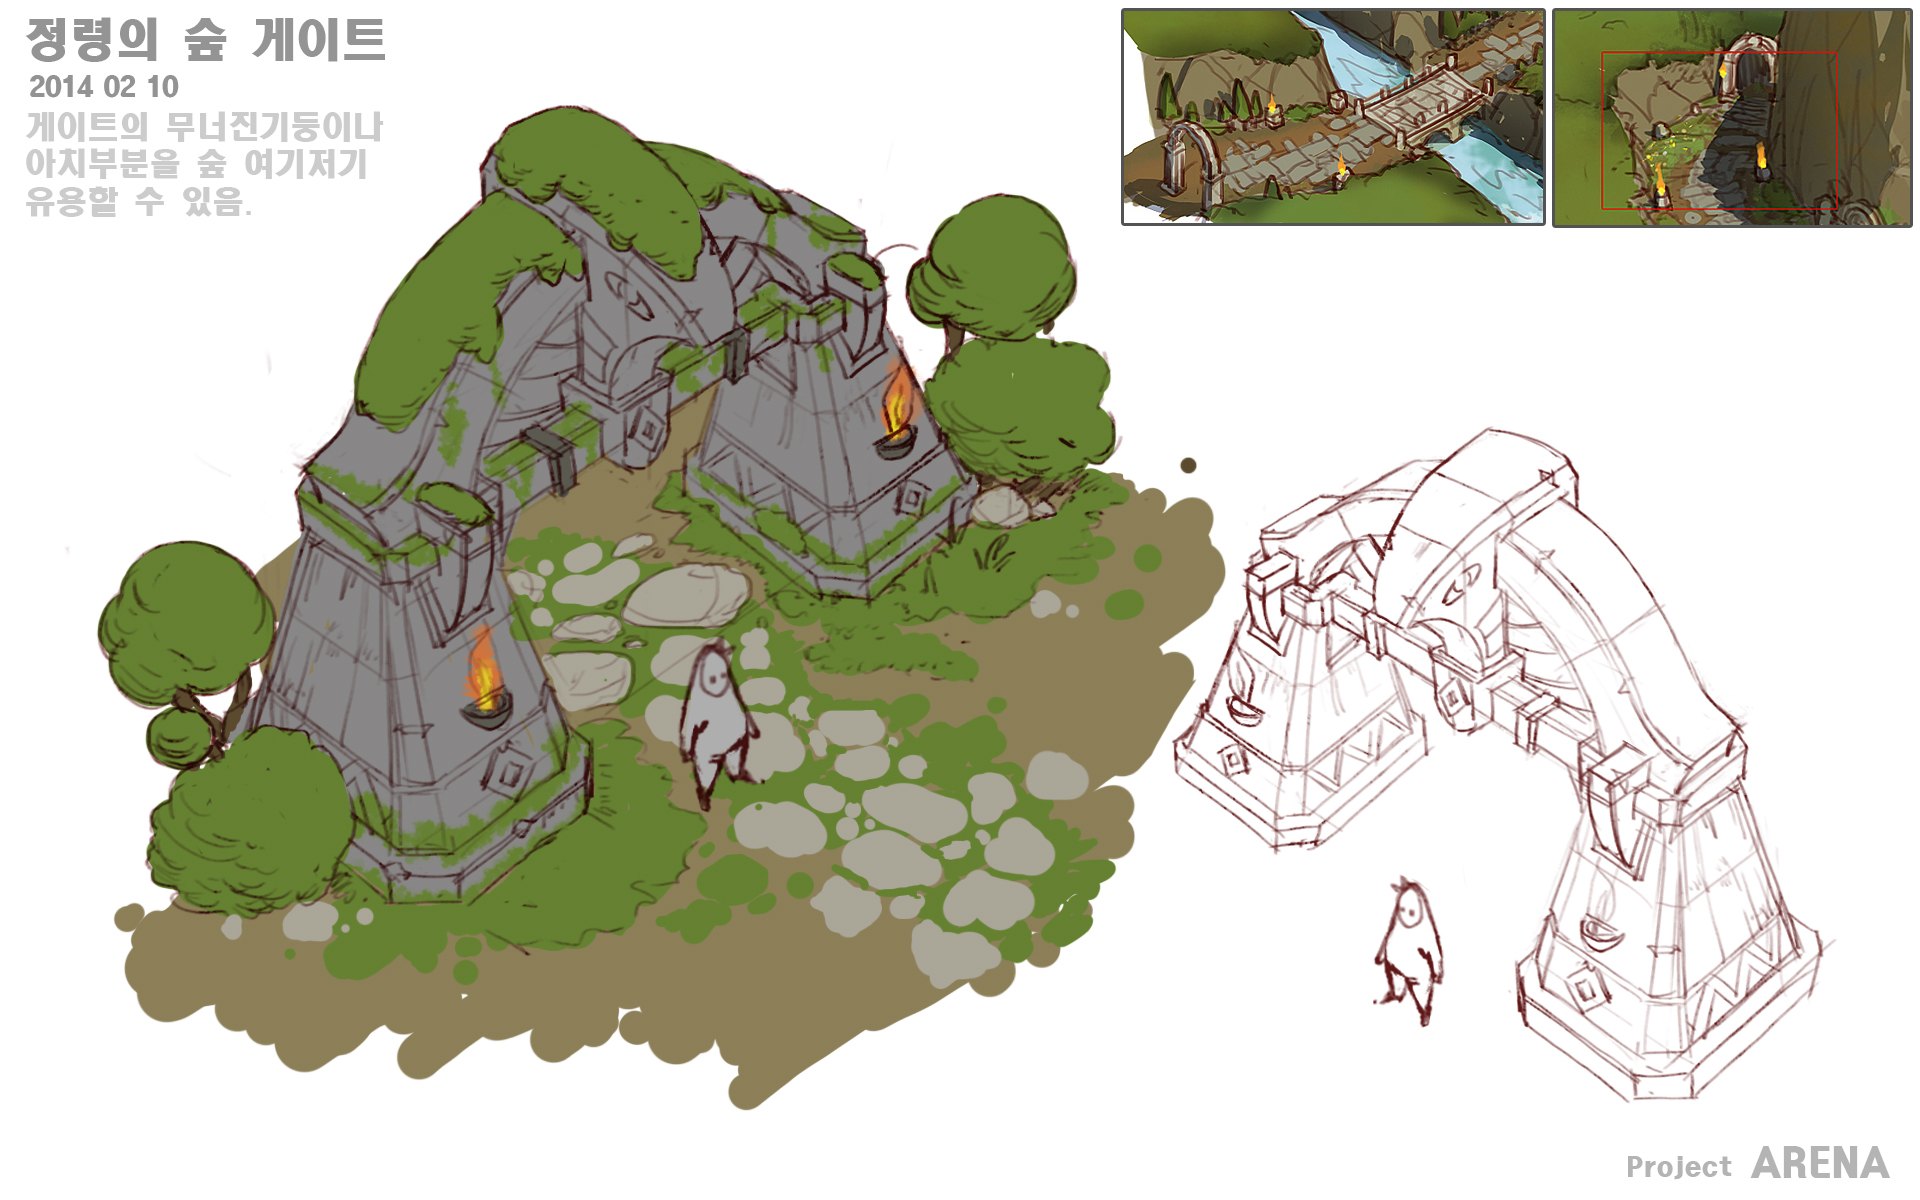 정령의 숲 게이트
2014 02 10
게이트의 무너진기둥이나
아치부분을 숲 여기저기
유용할 수 있음.
Project ARENA